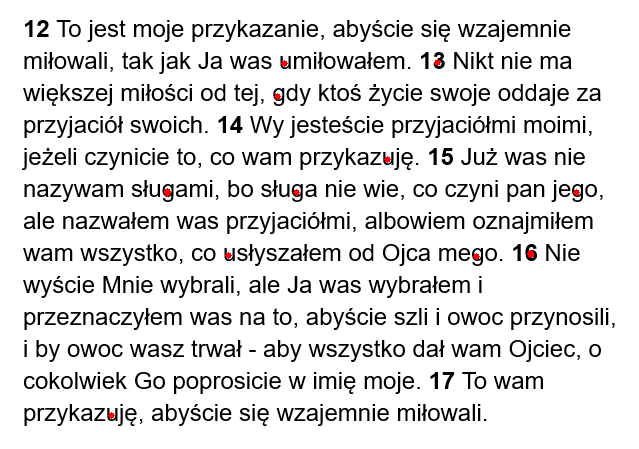 12 To jest moje przykazanie, abyście się wzajemnie
miłowali, tak jak Ja was umiłowałem. 13 Nikt nie ma
większej miłości od tej, gdy ktoś życie swoje oddaje za
przyjaciół swoich. 14 Wy jesteście przyjaciółmi moimi,
jeżeli czynicie to, co wam przykazuję. 15 Już was nie
nazywam sługami, bo sługa nie wie, co czyni pan jego,
ale nazwałem was przyjaciółmi, albowiem oznajmiłem
wam wszystko, co usłyszałem od Ojca mego. 16 Nie
wyście Mnie wybrali, ale Ja was wybrałem i
przeznaczyłem was na to, abyście szli i owoc przynosili,
i by owoc wasz trwał - aby wszystko dał wam Ojciec, o
cokolwiek Go poprosicie w imię moje. 17 To wam
przykazuję, abyście się wzajemnie miłowali.